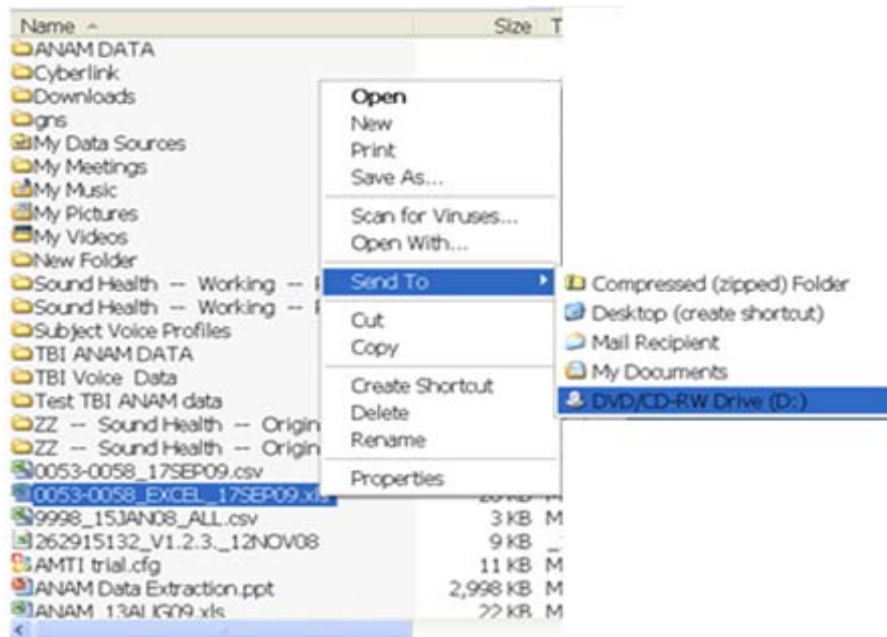 Name Size T
ANAM DATA
Cyberlink
Downloads
gns
My Data Sources
My Meetings
My Music
My Pictures
My Videos
New Folder
Sound Health -- Working --
Sound Health -- Working --
Subject Voice Profiles
TBI ANAM DATA
TBI Voice Data
Test TBI ANAM data
ZZ -- Sound Health -- Origin
ZZ -- Sound Health -- Origin
0053-0058_17SEP09.csv
0053-0058_EXCEL_17SEP09.xls
9998_15JAN08_ALL.csv 3 KB M
262915132_V1.2.3._12NOV08 9 KB _
AMTI trial.cfg 11 KB M
ANAM Data Extraction.ppt 2,998 KB M
ANAM_13AUG09.xls 22 KB M
Open
New
Print
Save As...
Scan for Viruses...
Open With...
Send To
Cut
Copy
Create Shortcut
Delete
Rename
Properties
Compressed (zipped) Folder
Desktop (create shortcut)
Mail Recipient
My Documents
DVD/CD-RW Drive (D:)